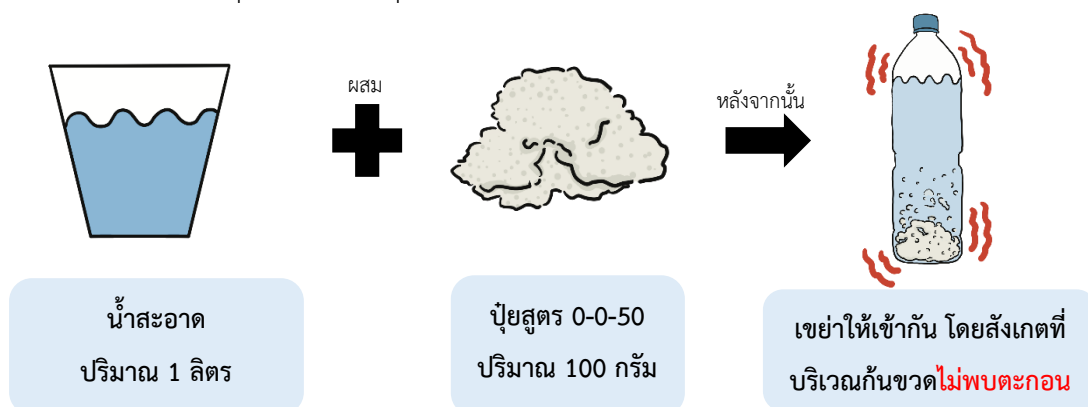 ผสม
หลังจากนั้น
น้ำสะอาด
ปริมาณ 1 ลิตร
ปุ๋ยสูตร 0-0-50
ปริมาณ 100 กรัม
เขย่าให้เข้ากัน โดยสังเกตที่
บริเวณก้นขวดไม่พบตะกอน